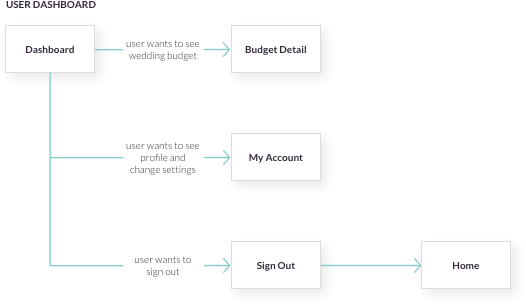 USER DASHBOARD
Dashboard
user wants to see
wedding budget
Budget Detail
user wants to see
profile and
change settings
My Account
user wants to
sign out
Sign Out
Home